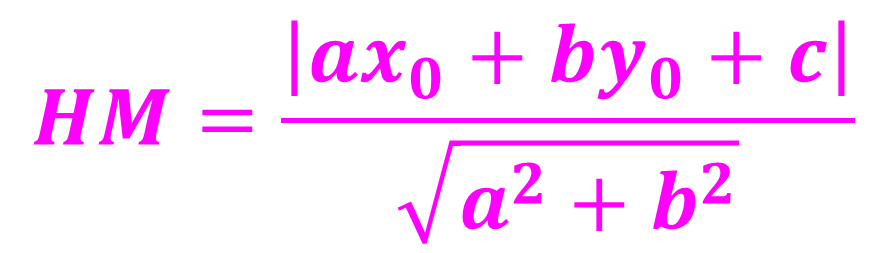 HM = |ax₀ + by₀ + c| / √(a² + b²)